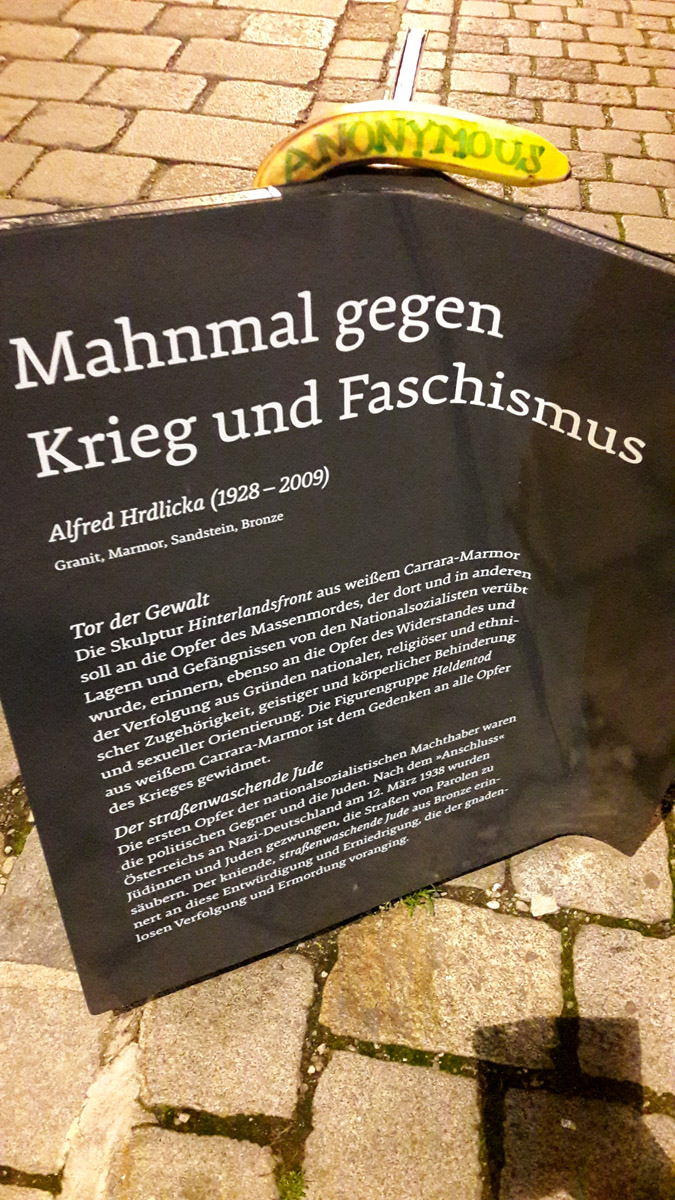 ANONYMOUS
Mahnmal gegen
Krieg und Faschismus
Alfred Hrdlicka (1928 – 2009)
Granit, Marmor, Sandstein, Bronze
Tor der Gewalt
Die Skulptur Hinterlandsfront aus weißem Carrara-Marmor
soll an die Opfer des Massenmordes, der dort und in anderen
Lagern und Gefängnissen von den Nationalsozialisten verübt
wurde, erinnern, ebenso an die Opfer des Widerstandes und
der Verfolgung aus Gründen nationaler, religiöser und ethni-
scher Zugehörigkeit, geistiger und körperlicher Behinderung
und sexueller Orientierung. Die Figurengruppe Heldentod
aus weißem Carrara-Marmor ist dem Gedenken an alle Opfer
des Krieges gewidmet.
Der straßenwaschende Jude
Die ersten Opfer der nationalsozialistischen Machthaber waren
die politischen Gegner und die Juden. Nach dem »Anschluss«
Österreichs an Nazi-Deutschland am 12. März 1938 wurden
Jüdinnen und Juden gezwungen, die Straßen von Parolen zu
säubern. Der kniende, straßenwaschende Jude aus Bronze erin-
nert an diese Entwürdigung und Erniedrigung, die der gnaden-
losen Verfolgung und Ermordung voranging.